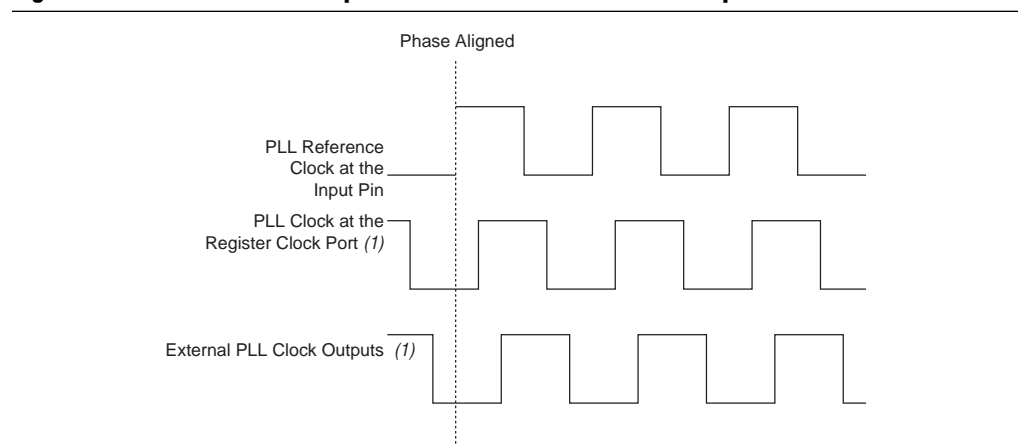 Phase Aligned
PLL Reference
Clock at the
Input Pin
PLL Clock at the
Register Clock Port (1)
External PLL Clock Outputs (1)